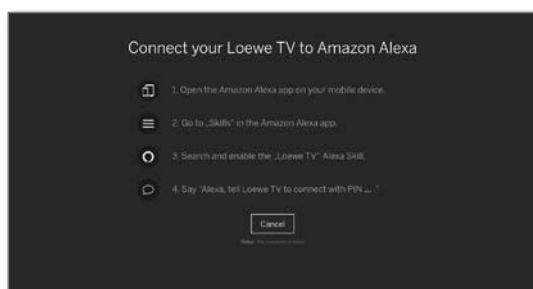 Connect your Loewe TV to Amazon Alexa
1. Open the Amazon Alexa app on your mobile device.
2. Go to „Skills“ in the Amazon Alexa app.
3. Search and enable the „Loewe TV“ Alexa Skill.
4. Say "Alexa, tell Loewe TV to connect with PIN ... ."
Cancel